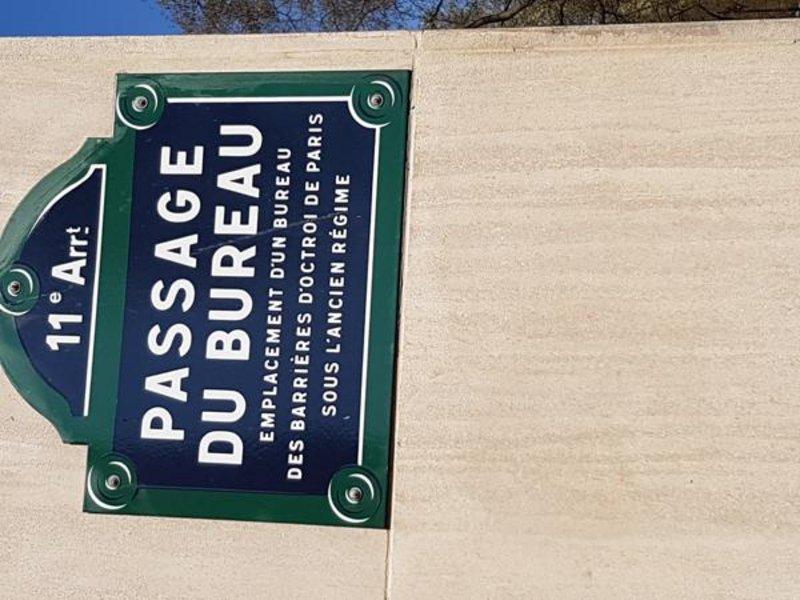 11e Arrt
PASSAGE
DU BUREAU
EMPLACEMENT D'UN BUREAU
DES BARRIÈRES D'OCTROI DE PARIS
SOUS L'ANCIEN RÉGIME